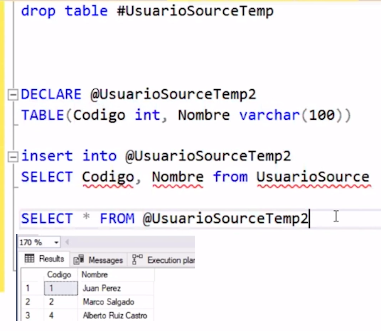 drop table #UsuarioSourceTemp
DECLARE @UsuarioSourceTemp2
TABLE(Codigo int, Nombre varchar(100))
insert into @UsuarioSourceTemp2
SELECT Codigo, Nombre from UsuarioSource
SELECT * FROM @UsuarioSourceTemp2
170 %
Results Messages Execution plan
Codigo Nombre
1 1 Juan Perez
2 2 Marco Salgado
3 4 Alberto Ruiz Castro